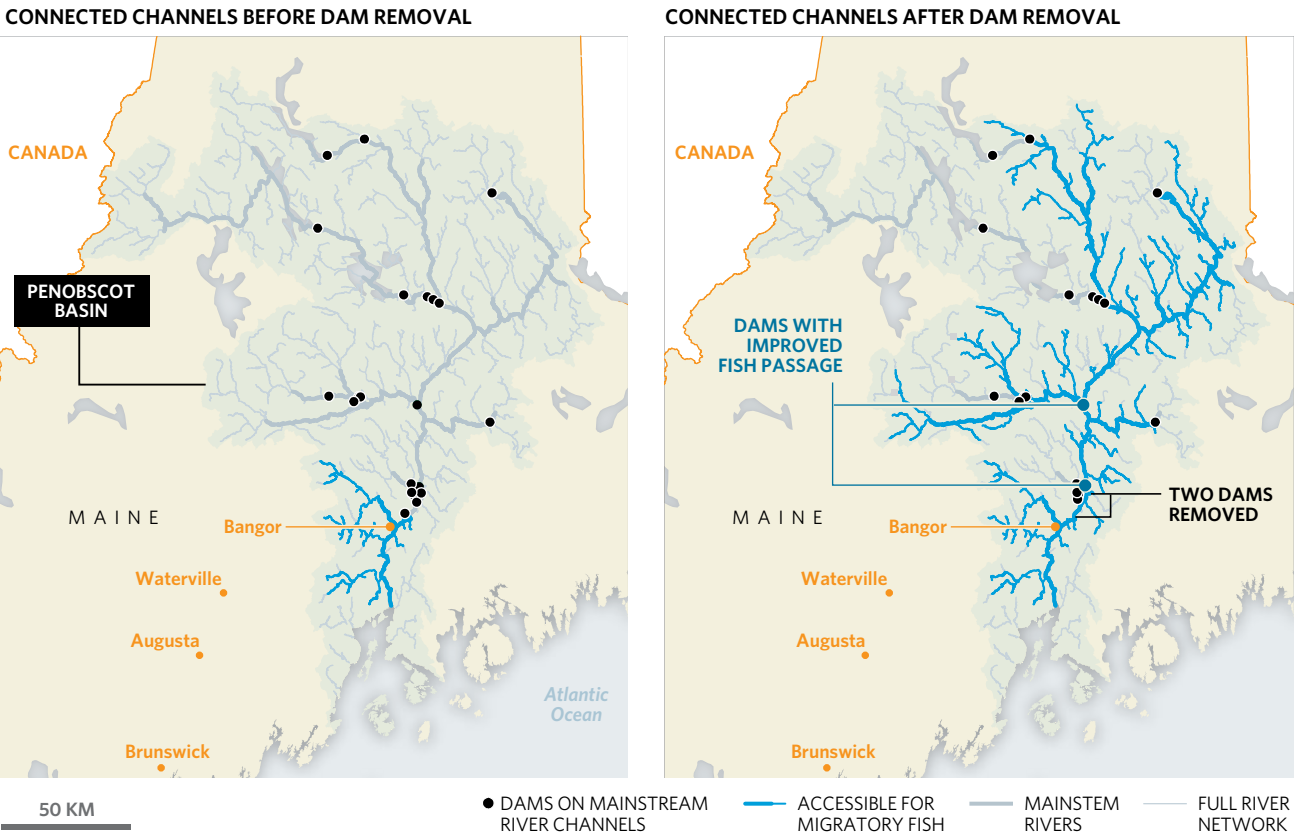 CONNECTED CHANNELS BEFORE DAM REMOVAL
CANADA
PENOBSCOT
BASIN
MAINE
Bangor
Waterville
Augusta
Brunswick
Atlantic
Ocean
50 KM
CONNECTED CHANNELS AFTER DAM REMOVAL
CANADA
DAMS WITH
IMPROVED
FISH PASSAGE
TWO DAMS
REMOVED
MAINE
Bangor
Waterville
Augusta
Brunswick
DAMS ON MAINSTREAM
RIVER CHANNELS
ACCESSIBLE FOR
MIGRATORY FISH
MAINSTEM
RIVERS
FULL RIVER
NETWORK